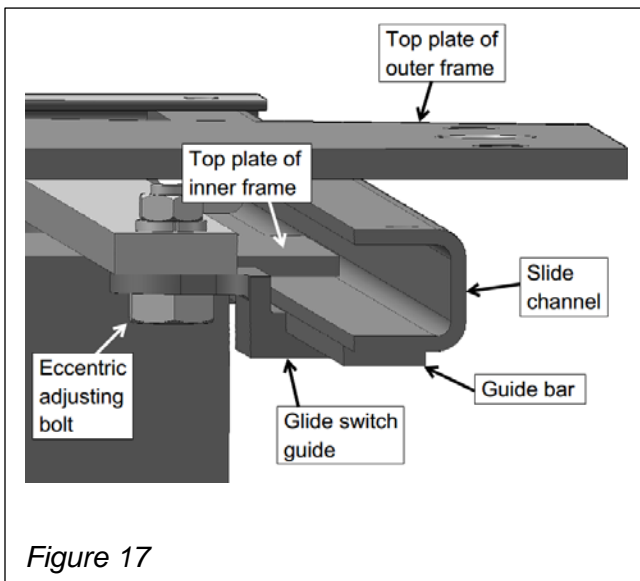 Top plate of
outer frame
Top plate of
inner frame
Slide
channel
Eccentric
adjusting
bolt
Guide bar
Glide switch
guide
Figure 17